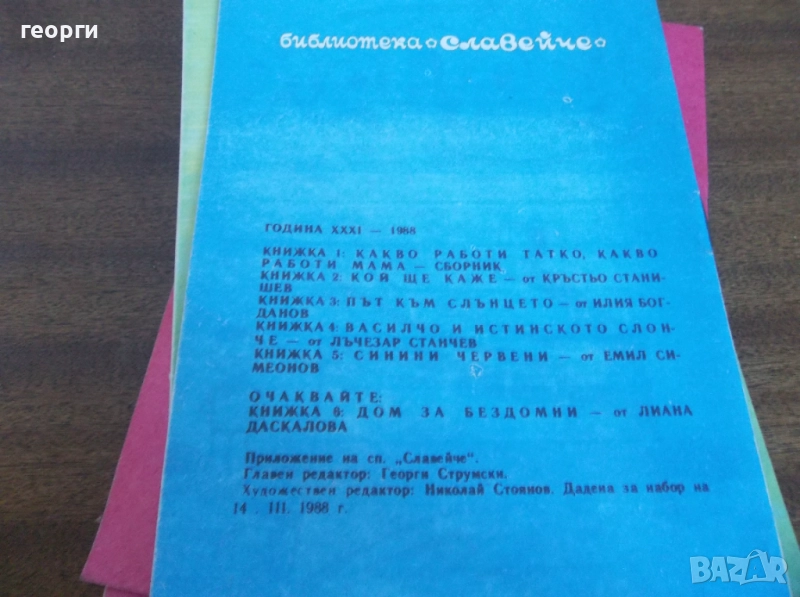 георги
библиотека ☆ славейче ☆
ГОДИНА XXXI — 1988
КНИЖКА 1: КАКВО РАБОТИ ТАТКО, КАКВО
РАБОТИ МАМА — СБОРНИК
КНИЖКА 2: КОЙ ЩЕ КАЖЕ — от КРЪСТЬО СТАНИ-
ШЕВ
КНИЖКА 3: ПЪТ КЪМ СЛЪНЦЕТО — от ИЛИЯ БОГ-
ДАНОВ
КНИЖКА 4: ВАСИЛЧО И ИСТИНСКОТО СЛОН-
ЧЕ — от ЛЪЧЕЗАР СТАНЧЕВ
КНИЖКА 5: СИНИНИ ЧЕРВЕНИ — от ЕМИЛ СИ-
МЕОНОВ
ОЧАКВАЙТЕ:
КНИЖКА 6: ДОМ ЗА БЕЗДОМНИ — от ЛИАНА
ДАСКАЛОВА
Приложение на сп. „Славейче“.
Главен редактор: Георги Струмски.
Художествен редактор: Николай Стоянов. Дадена за набор на
14. III. 1988 г.
BAZAR